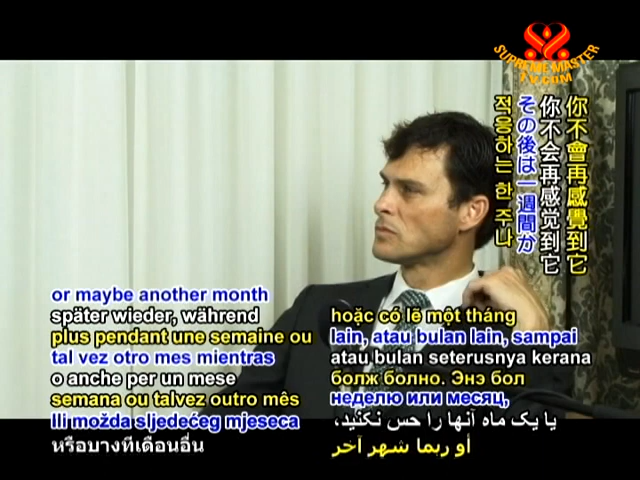 SUPREME MASTER
TV.COM
你不會再感覺到它
你不会再感觉到它
その後は一週間か
적응하는 한 주나
or maybe another month
später wieder, während
plus pendant une semaine ou
tal vez otro mes mientras
o anche per un mese
semana ou talvez outro mês
Ili možda sljedećeg mjeseca
หรือบางทีเดือนอื่น
hoặc có lẽ một tháng
lain, atau bulan lain, sampai
atau bulan seterusnya kerana
болж болно. Энэ бол
неделю или месяц,
یا یک ماه آنها را حس نکنید،
أو ربما شهر آخر